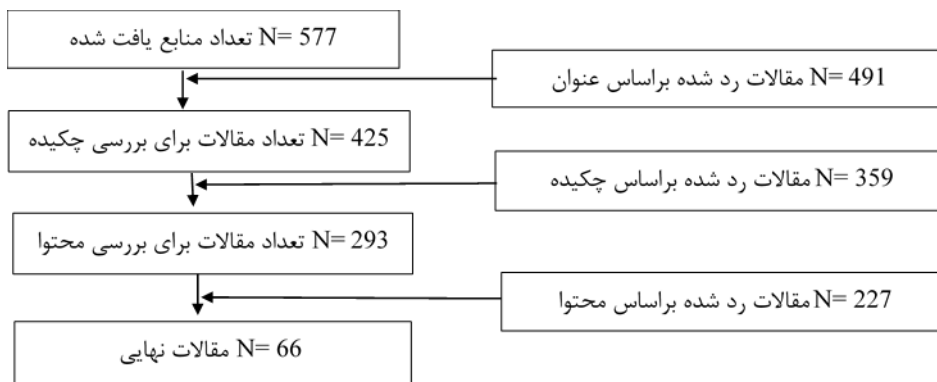 تعداد منابع یافت شده N= 577
مقالات رد شده براساس عنوان N= 491
تعداد مقالات برای بررسی چکیده N= 425
مقالات رد شده براساس چکیده N= 359
تعداد مقالات برای بررسی محتوا N= 293
مقالات رد شده براساس محتوا N= 227
مقالات نهایی N= 66